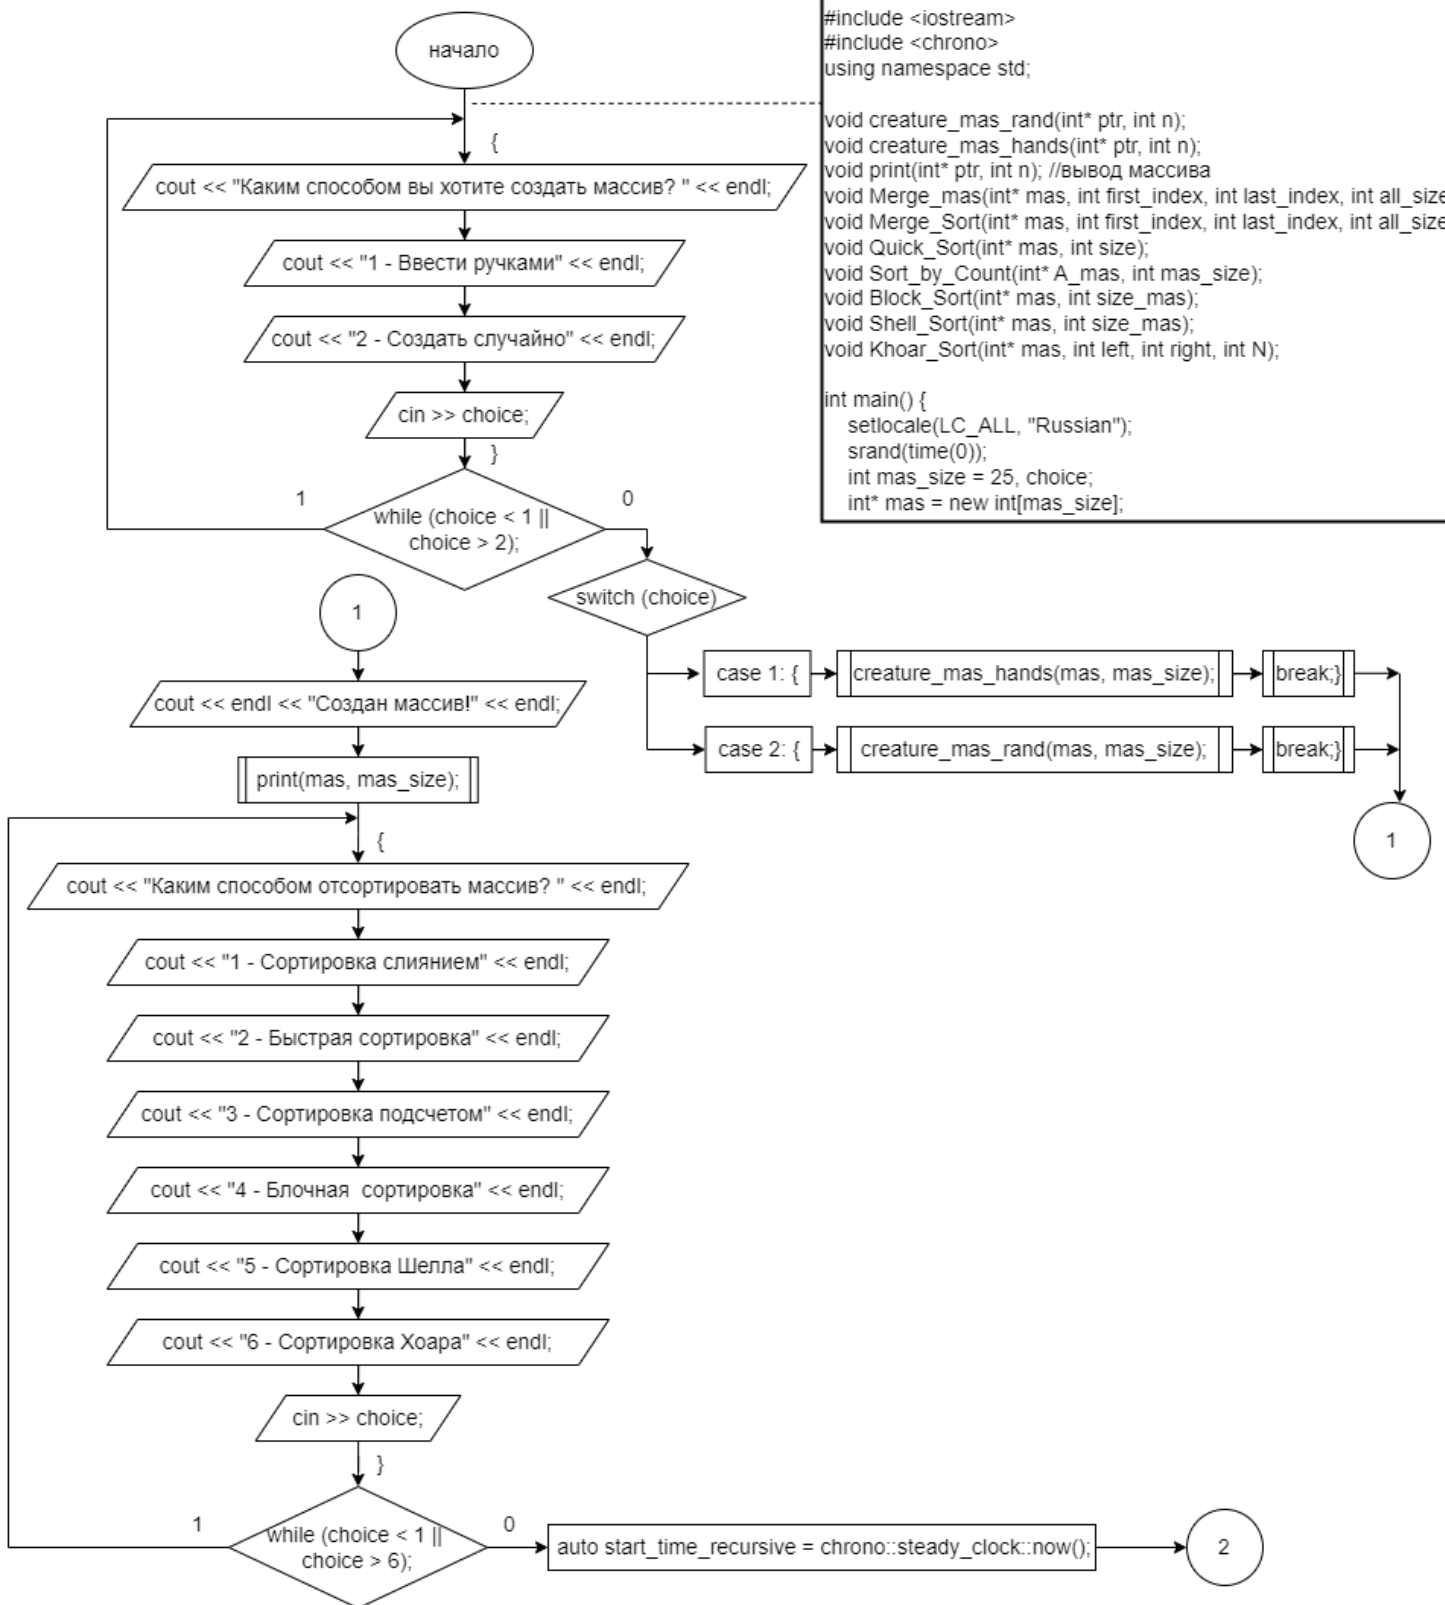 начало
#include <iostream>
#include <chrono>
using namespace std;
void creature_mas_rand(int* ptr, int n);
void creature_mas_hands(int* ptr, int n);
void print(int* ptr, int n); //вывод массива
void Merge_mas(int* mas, int first_index, int last_index, int all_size
void Merge_Sort(int* mas, int first_index, int last_index, int all_size
void Quick_Sort(int* mas, int size);
void Sort_by_Count(int* A_mas, int mas_size);
void Block_Sort(int* mas, int size_mas);
void Shell_Sort(int* mas, int size_mas);
void Khoar_Sort(int* mas, int left, int right, int N);
int main() {
setlocale(LC_ALL, "Russian");
srand(time(0));
int mas_size = 25, choice;
int* mas = new int[mas_size];
{
cout << "Каким способом вы хотите создать массив? " << endl;
cout << "1 - Ввести ручками" << endl;
cout << "2 - Создать случайно" << endl;
cin >> choice;
}
1
while (choice < 1 ||
choice > 2);
0
switch (choice)
case 1: {
creature_mas_hands(mas, mas_size);
break;}
case 2: {
creature_mas_rand(mas, mas_size);
break;}
1
1
cout << endl << "Создан массив!" << endl;
print(mas, mas_size);
{
cout << "Каким способом отсортировать массив? " << endl;
cout << "1 - Сортировка слиянием" << endl;
cout << "2 - Быстрая сортировка" << endl;
cout << "3 - Сортировка подсчетом" << endl;
cout << "4 - Блочная  сортировка" << endl;
cout << "5 - Сортировка Шелла" << endl;
cout << "6 - Сортировка Хоара" << endl;
cin >> choice;
}
1
while (choice < 1 ||
choice > 6);
0
auto start_time_recursive = chrono::steady_clock::now();
2